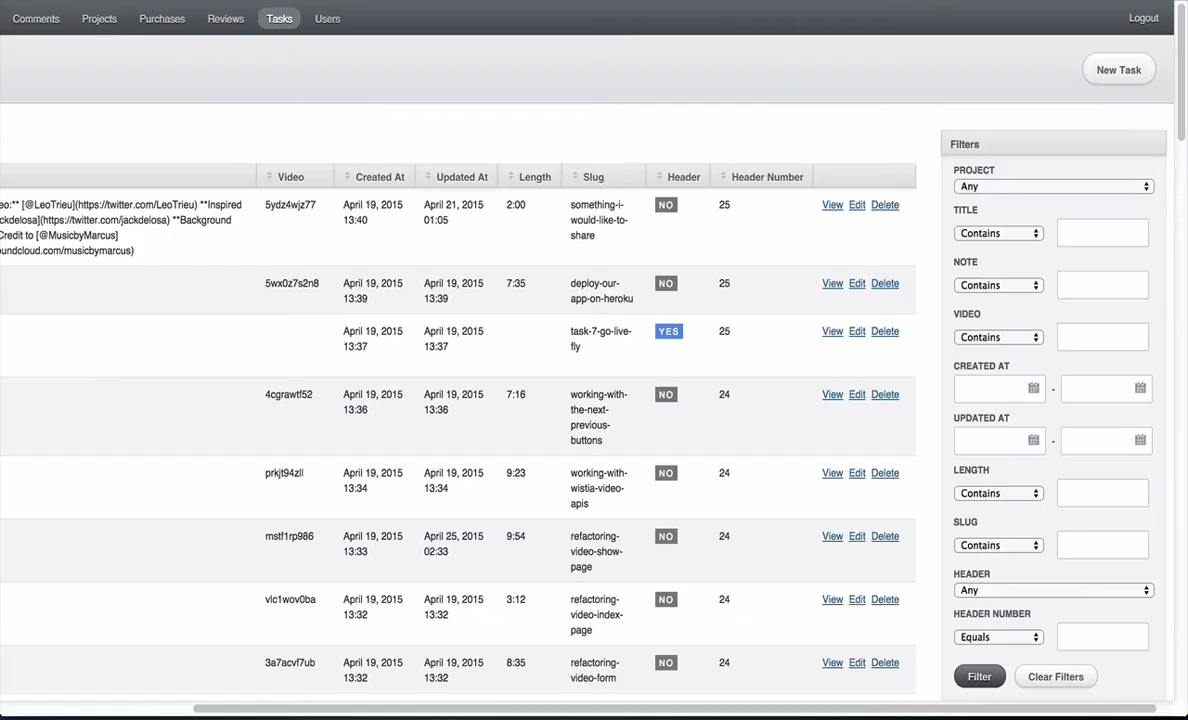 Comments Projects Purchases Reviews Tasks Users Logout
New Task
Video Created At Updated At Length Slug Header Header Number
eo:** [@LeoTrieu](https://twitter.com/LeoTrieu) **Inspired 5ydz4wjz77 April 19, 2015 April 21, 2015 2:00 something-i- NO 25 View Edit Delete
ckdelosa](https://twitter.com/jackdelosa) **Background 13:40 01:05 would-like-to-
Credit to [@MusicbyMarcus] share
oundcloud.com/musicbymarcus)
5wx0z7s2n8 April 19, 2015 April 19, 2015 7:35 deploy-our- NO 25 View Edit Delete
13:39 13:39 app-on-heroku
April 19, 2015 April 19, 2015 task-7-go-live- YES 25 View Edit Delete
13:37 13:37 fly
4cgrawtf52 April 19, 2015 April 19, 2015 7:16 working-with- NO 24 View Edit Delete
13:36 13:36 the-next-
previous-
buttons
prkjt94zll April 19, 2015 April 19, 2015 9:23 working-with- NO 24 View Edit Delete
13:34 13:34 wistia-video-
apis
mstf1rp986 April 19, 2015 April 25, 2015 9:54 refactoring- NO 24 View Edit Delete
13:33 02:33 video-show-
page
vlc1wov0ba April 19, 2015 April 19, 2015 3:12 refactoring- NO 24 View Edit Delete
13:32 13:32 video-index-
page
3a7acvf7ub April 19, 2015 April 19, 2015 8:35 refactoring- NO 24 View Edit Delete
13:32 13:32 video-form
Filters
PROJECT
Any
TITLE
Contains
NOTE
Contains
VIDEO
Contains
CREATED AT
-
UPDATED AT
-
LENGTH
Contains
SLUG
Contains
HEADER
Any
HEADER NUMBER
Equals
Filter Clear Filters